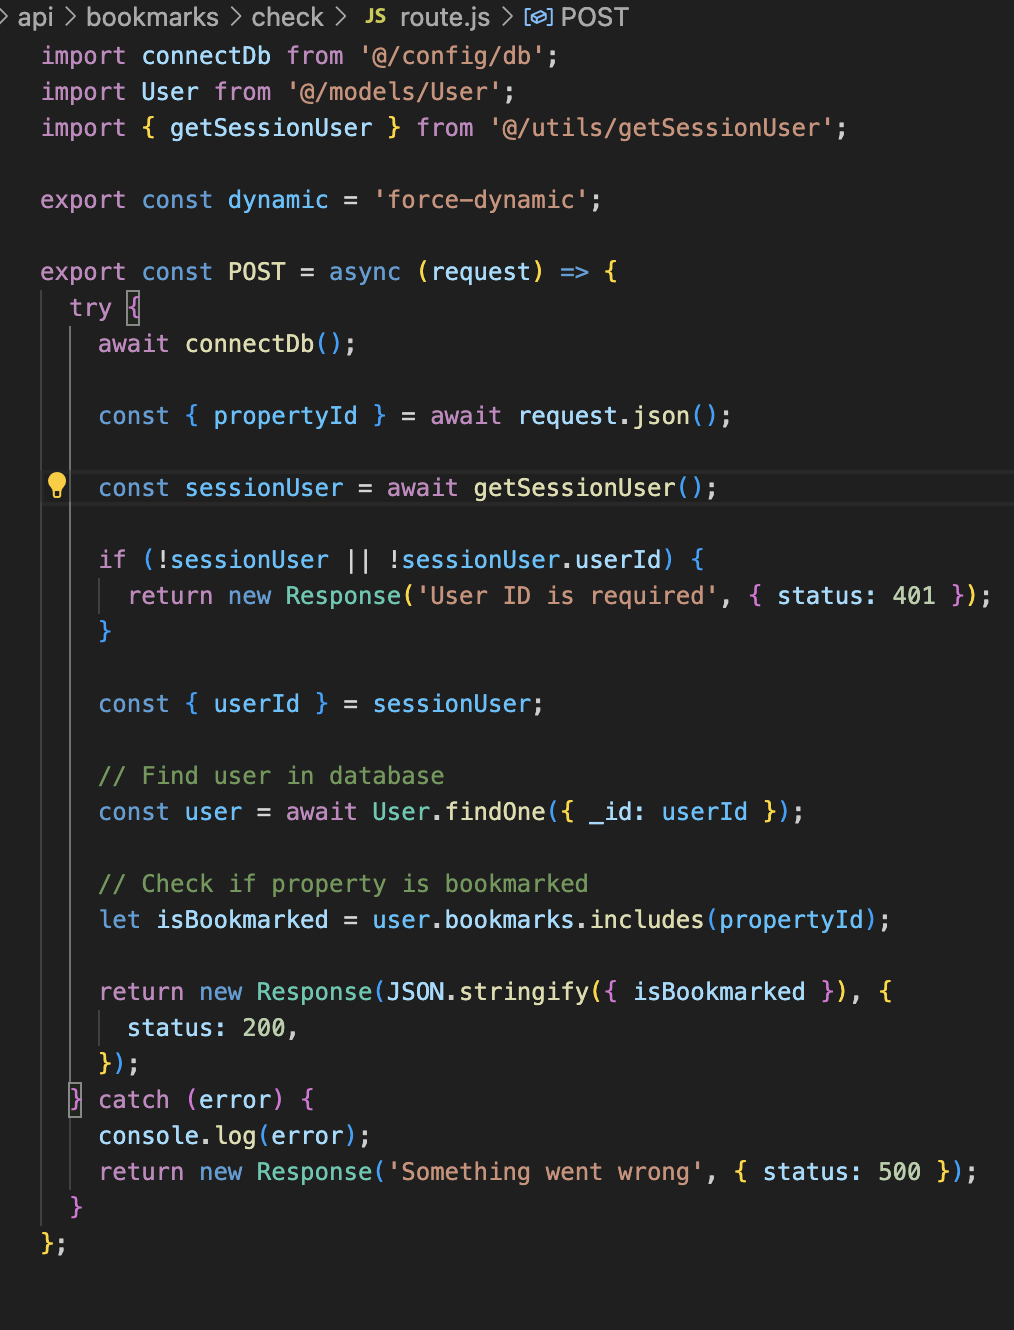 > api > bookmarks > check > JS route.js > POST
import connectDb from '@/config/db';
import User from '@/models/User';
import { getSessionUser } from '@/utils/getSessionUser';
export const dynamic = 'force-dynamic';
export const POST = async (request) => {
try {
await connectDb();
const { propertyId } = await request.json();
const sessionUser = await getSessionUser();
if (!sessionUser || !sessionUser.userId) {
return new Response('User ID is required', { status: 401 });
}
const { userId } = sessionUser;
// Find user in database
const user = await User.findOne({ _id: userId });
// Check if property is bookmarked
let isBookmarked = user.bookmarks.includes(propertyId);
return new Response(JSON.stringify({ isBookmarked }), {
status: 200,
});
} catch (error) {
console.log(error);
return new Response('Something went wrong', { status: 500 });
}
};